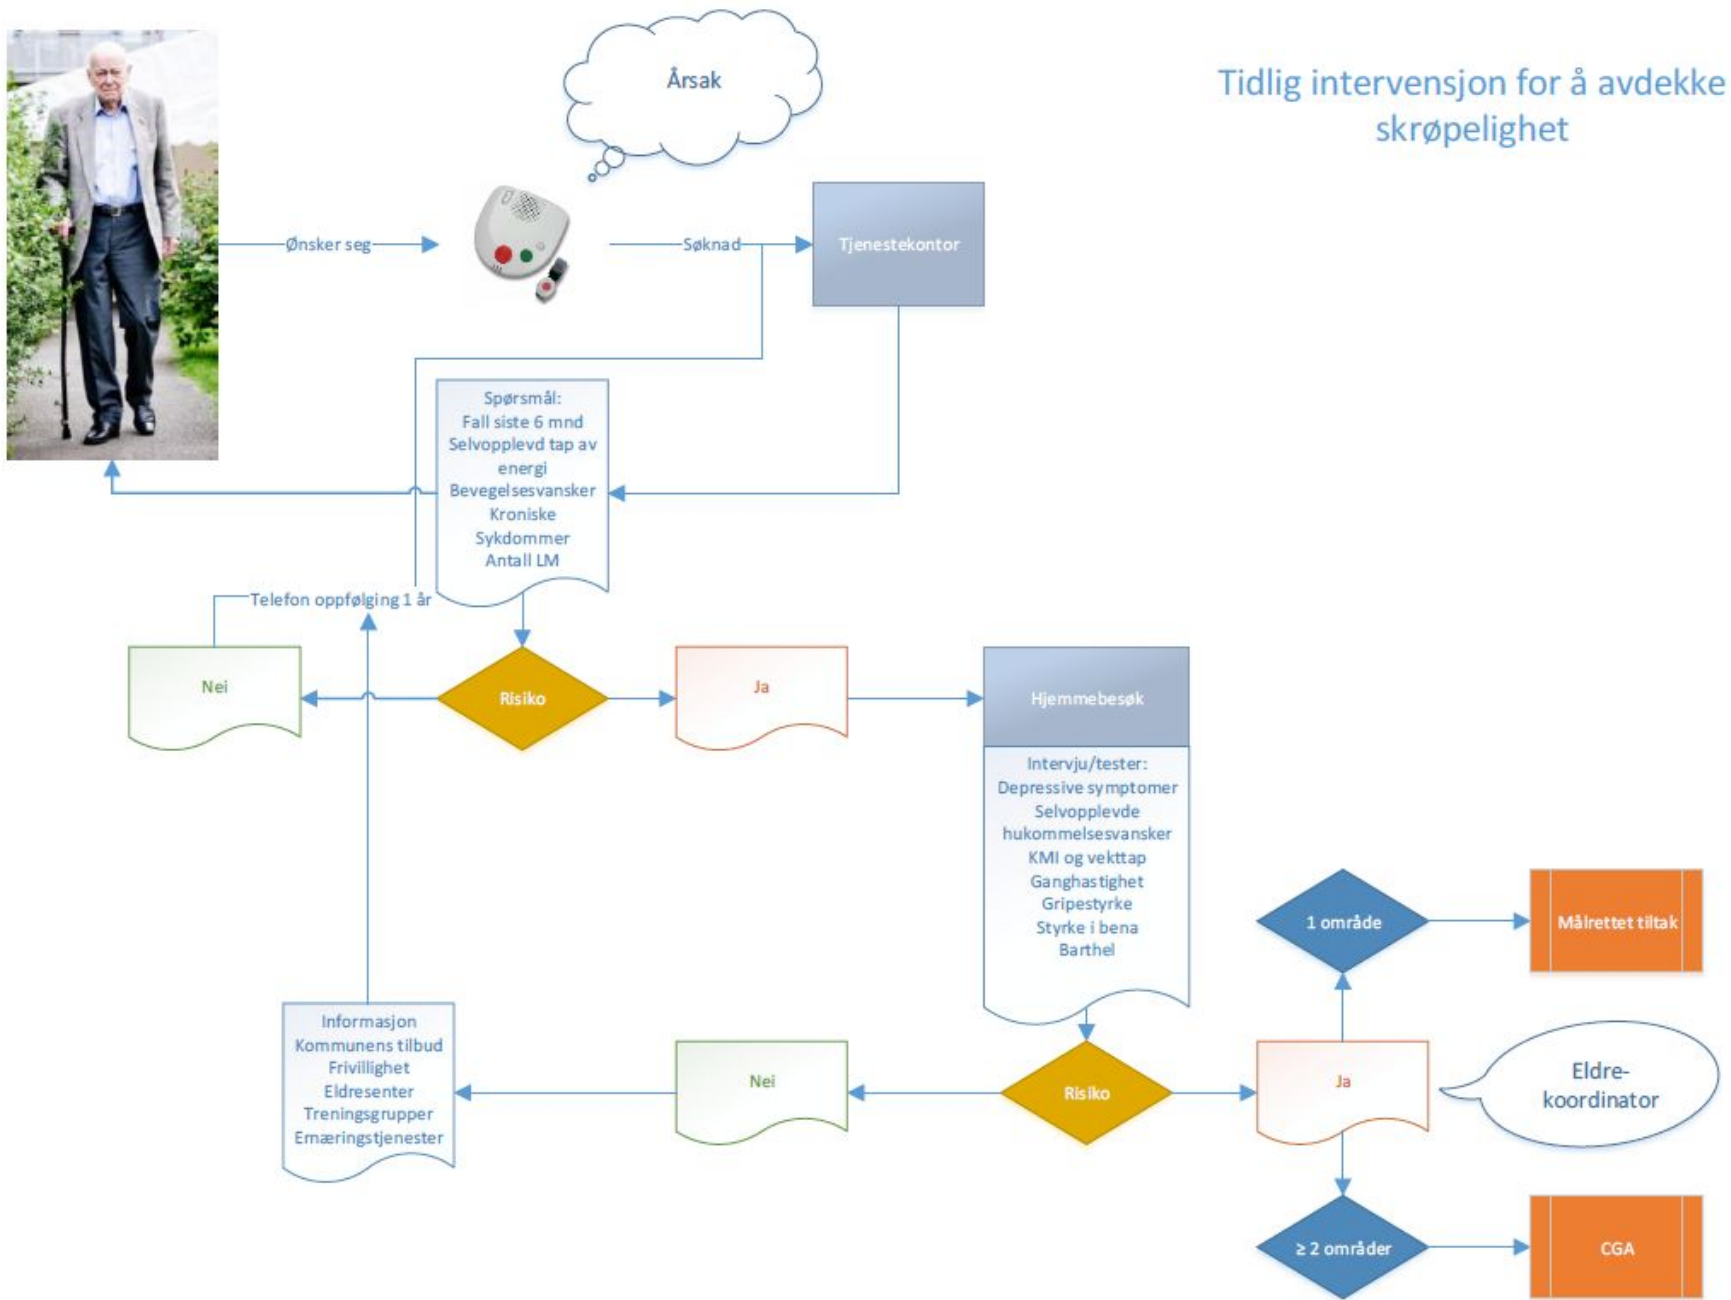 Årsak
Tidlig intervensjon for å avdekke
skrøpelighet
Ønsker seg
Søknad
Tjenestekontor
Spørsmål:
Fall siste 6 mnd
Selvopplevd tap av
energi
Bevegelsesvansker
Kroniske
Sykdommer
Antall LM
Telefon oppfølging 1 år
Nei
Risiko
Ja
Hjemmebesøk
Intervju/tester:
Depressive symptomer
Selvopplevde
hukommelsesvansker
KMI og vekttap
Ganghastighet
Gripestyrke
Styrke i bena
Barthel
1 område
Målrettet tiltak
Informasjon
Kommunens tilbud
Frivillighet
Eldresenter
Treningsgrupper
Ernæringstjenester
Nei
Risiko
Ja
Eldre-
koordinator
≥ 2 områder
CGA